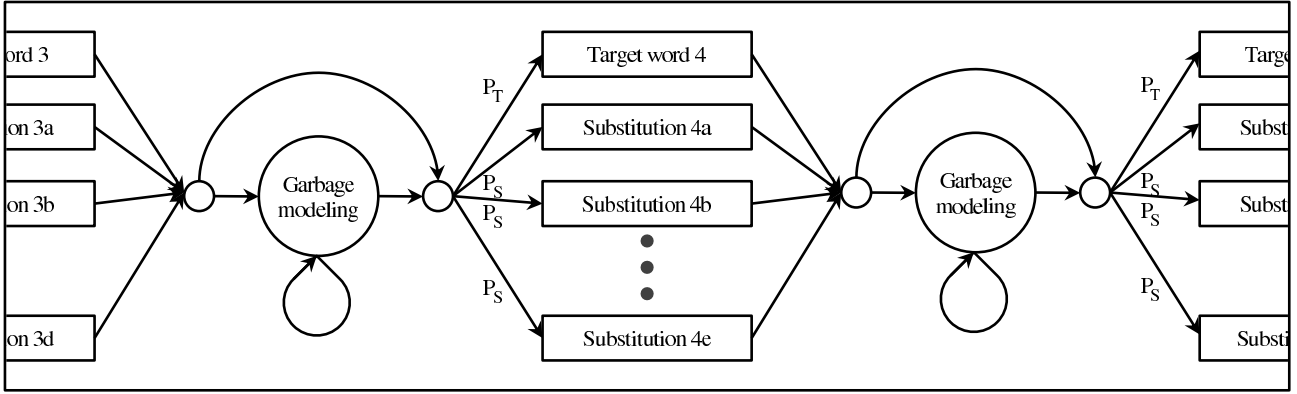 ord 3
on 3a
on 3b
on 3d
Garbage
modeling
P_T
P_S
P_S
P_S
Target word 4
Substitution 4a
Substitution 4b
Substitution 4e
Garbage
modeling
P_T
P_S
P_S
P_S
Targe
Subst
Subst
Substi